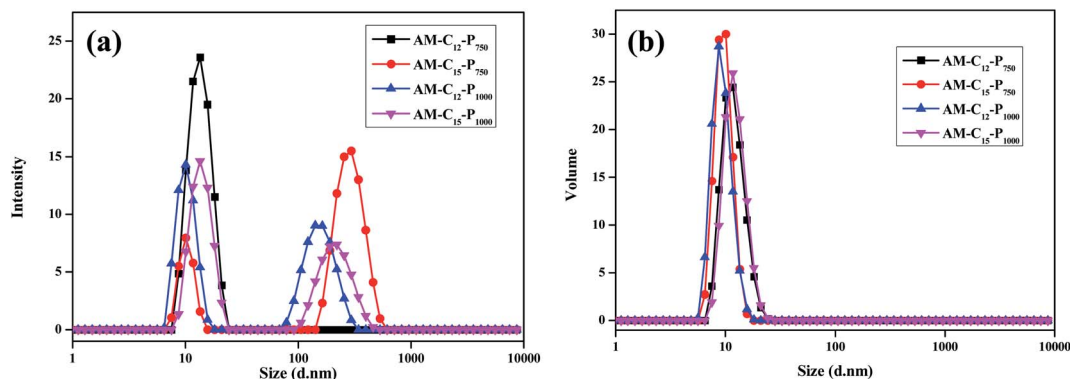 (a)
AM-C12-P750
AM-C15-P750
AM-C12-P1000
AM-C15-P1000
Intensity
25
20
15
10
5
0
1 10 100 1000 10000
Size (d.nm)
(b)
AM-C12-P750
AM-C15-P750
AM-C12-P1000
AM-C15-P1000
Volume
30
25
20
15
10
5
0
1 10 100 1000 10000
Size (d.nm)